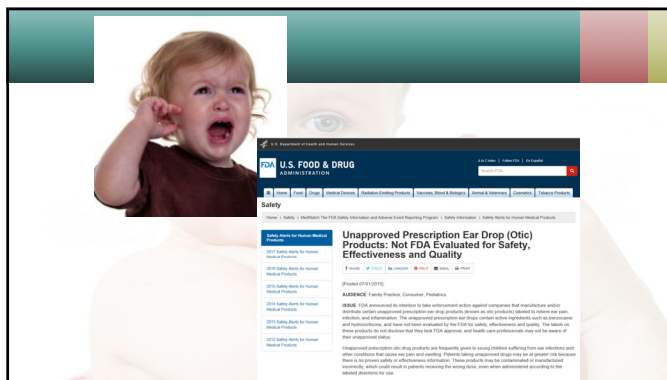 U.S. Department of Health and Human Services
FDA U.S. FOOD & DRUG
ADMINISTRATION
A to Z Index | Follow FDA | En Español
Search FDA
Home Food Drugs Medical Devices Radiation-Emitting Products Vaccines, Blood & Biologics Animal & Veterinary Cosmetics Tobacco Products
Safety
Home > Safety > MedWatch The FDA Safety Information and Adverse Event Reporting Program > Safety Information > Safety Alerts for Human Medical Products
Safety Alerts for Human Medical
Products
2017 Safety Alerts for Human
Medical Products
2016 Safety Alerts for Human
Medical Products
2015 Safety Alerts for Human
Medical Products
2014 Safety Alerts for Human
Medical Products
2013 Safety Alerts for Human
Medical Products
2012 Safety Alerts for Human
Medical Products
Unapproved Prescription Ear Drop (Otic)
Products: Not FDA Evaluated for Safety,
Effectiveness and Quality
SHARE TWEET LINKEDIN PIN IT EMAIL PRINT
[Posted 07/01/2015]
AUDIENCE: Family Practice, Consumer, Pediatrics
ISSUE: FDA announced its intention to take enforcement action against companies that manufacture and/or
distribute certain unapproved prescription ear drop products (known as otic products) labeled to relieve ear pain,
infection, and inflammation. The unapproved prescription ear drops contain active ingredients such as benzocaine
and hydrocortisone, and have not been evaluated by the FDA for safety, effectiveness and quality. The labels on
these products do not disclose that they lack FDA approval, and health care professionals may not be aware of
their unapproved status.
Unapproved prescription otic drug products are frequently given to young children suffering from ear infections and
other conditions that cause ear pain and swelling. Patients taking unapproved drugs may be at greater risk because
there is no proven safety or effectiveness information. These products may be contaminated or manufactured
incorrectly, which could result in patients receiving the wrong dose, even when administered according to the
labeled directions for use.